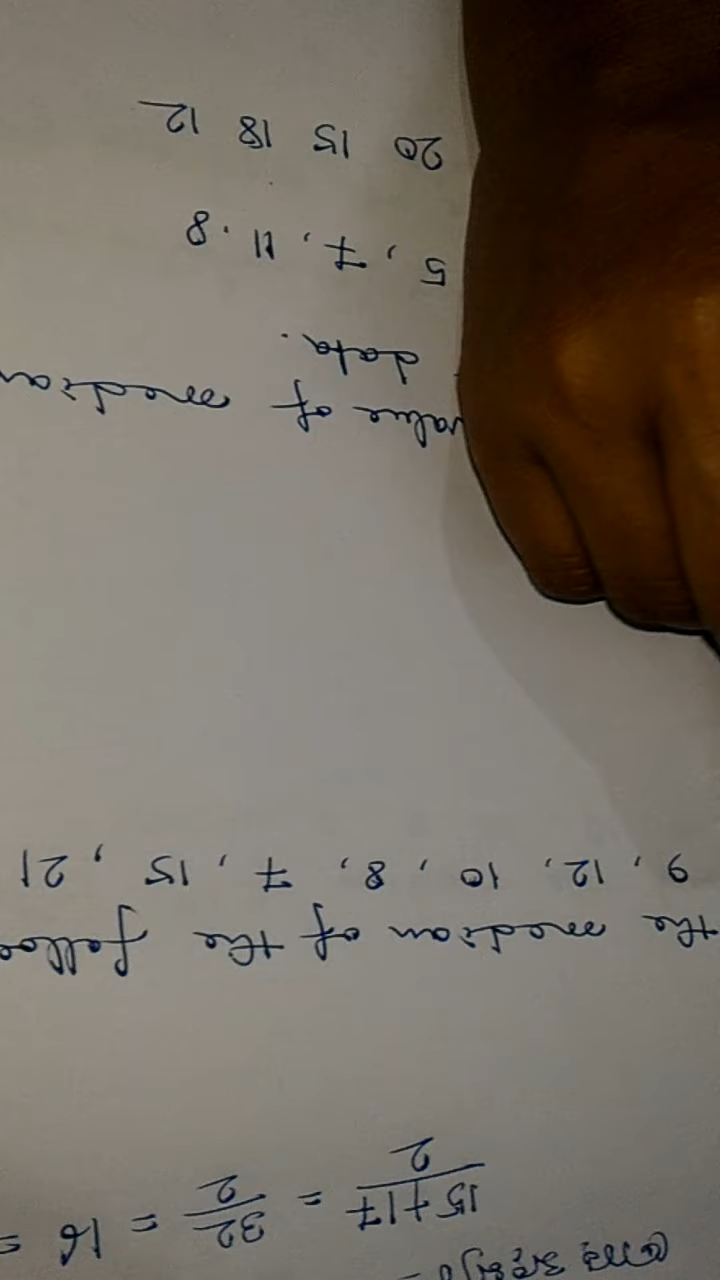 15+17/2 = 32/2 = 16 =
the median of the follow
9, 12, 10, 8, 7, 15, 21
value of median
data.
5, 7, 11, 8
20 15 18 12